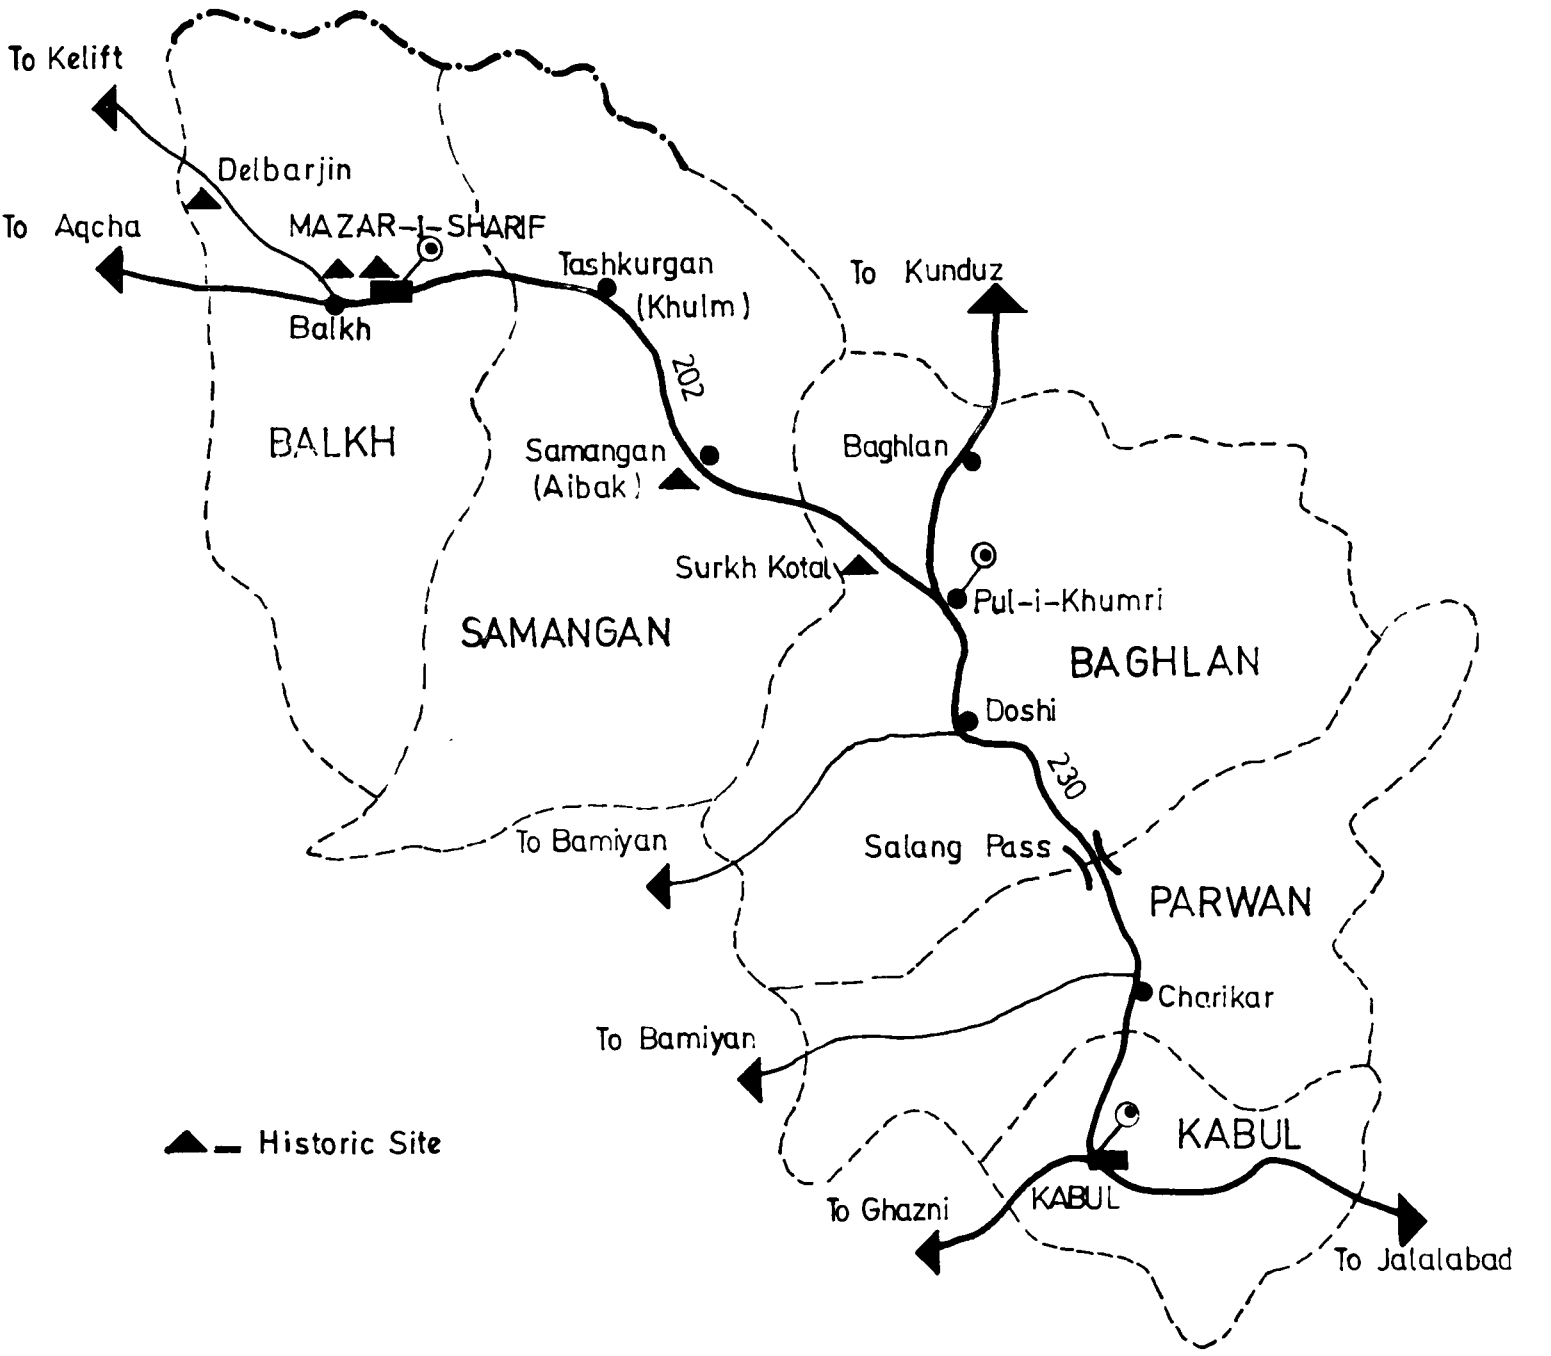 To Kelift
Delbarjin
To Aqcha
MAZAR-I-SHARIF
Tashkurgan
(Khulm)
To Kunduz
Balkh
202
BALKH
Samangan
(Aibak)
Baghlan
Surkh Kotal
Pul-i-Khumri
SAMANGAN
BAGHLAN
Doshi
230
To Bamiyan
Salang Pass
PARWAN
Charikar
To Bamiyan
Historic Site
KABUL
KABUL
To Ghazni
To Jalalabad